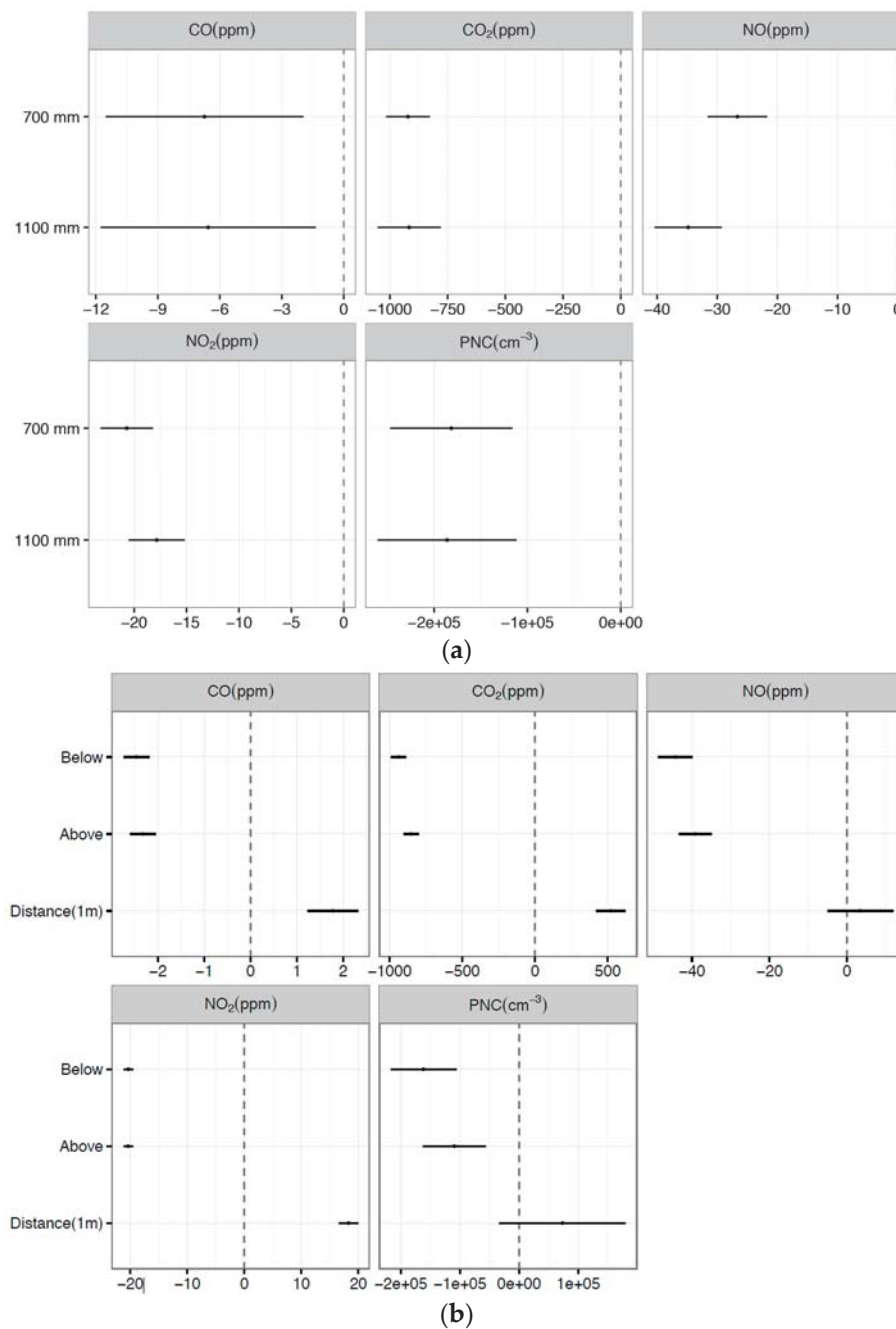 CO(ppm) CO₂(ppm) NO(ppm)
700 mm
1100 mm
−12 −9 −6 −3 0 −1000 −750 −500 −250 0 −40 −30 −20 −10 0
NO₂(ppm) PNC(cm⁻³)
700 mm
1100 mm
−20 −15 −10 −5 0 −2e+05 −1e+05 0e+00
(a)
CO(ppm) CO₂(ppm) NO(ppm)
Below
Above
Distance(1m)
−2 −1 0 1 2 −1000 −500 0 500 −40 −20 0
NO₂(ppm) PNC(cm⁻³)
Below
Above
Distance(1m)
−20 −10 0 10 20 −2e+05 −1e+05 0e+00 1e+05
(b)